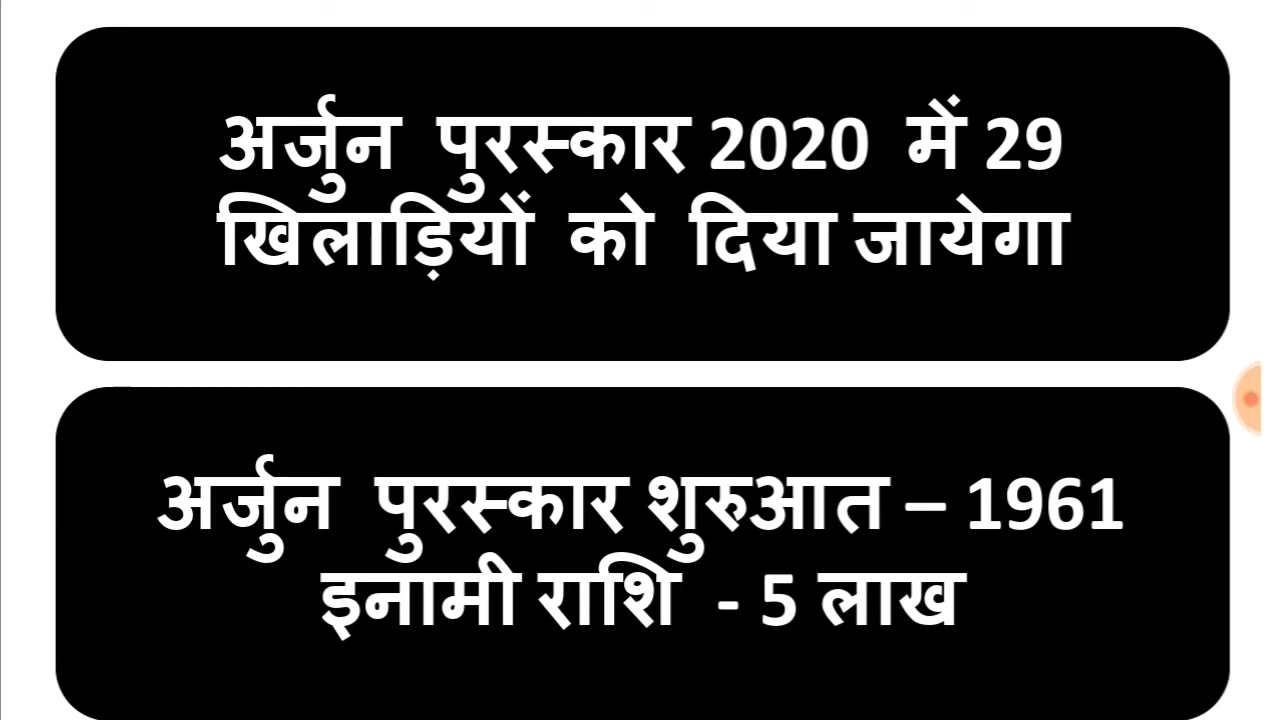 अर्जुन पुरस्कार 2020 में 29
खिलाड़ियों को दिया जायेगा
अर्जुन पुरस्कार शुरुआत – 1961
इनामी राशि - 5 लाख